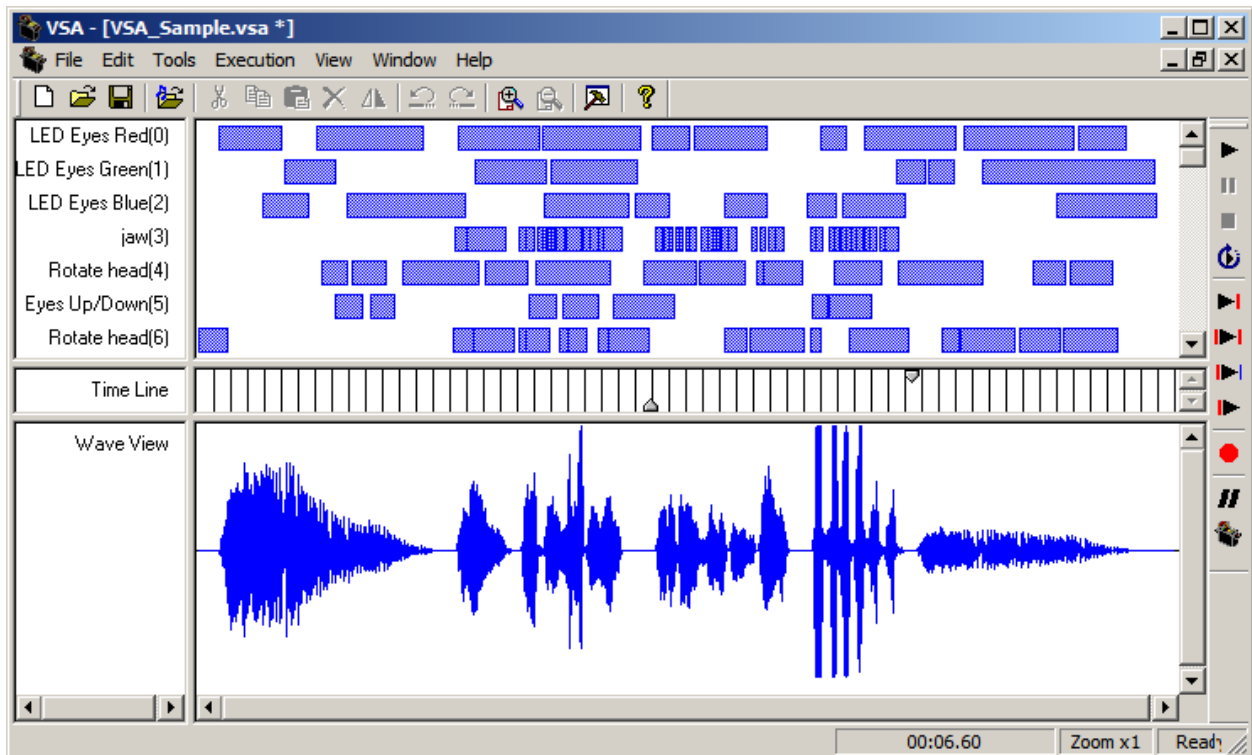 VSA - [VSA_Sample.vsa *]
File Edit Tools Execution View Window Help
LED Eyes Red(0)
LED Eyes Green(1)
LED Eyes Blue(2)
jaw(3)
Rotate head(4)
Eyes Up/Down(5)
Rotate head(6)
Time Line
Wave View
00:06.60 Zoom x1 Ready